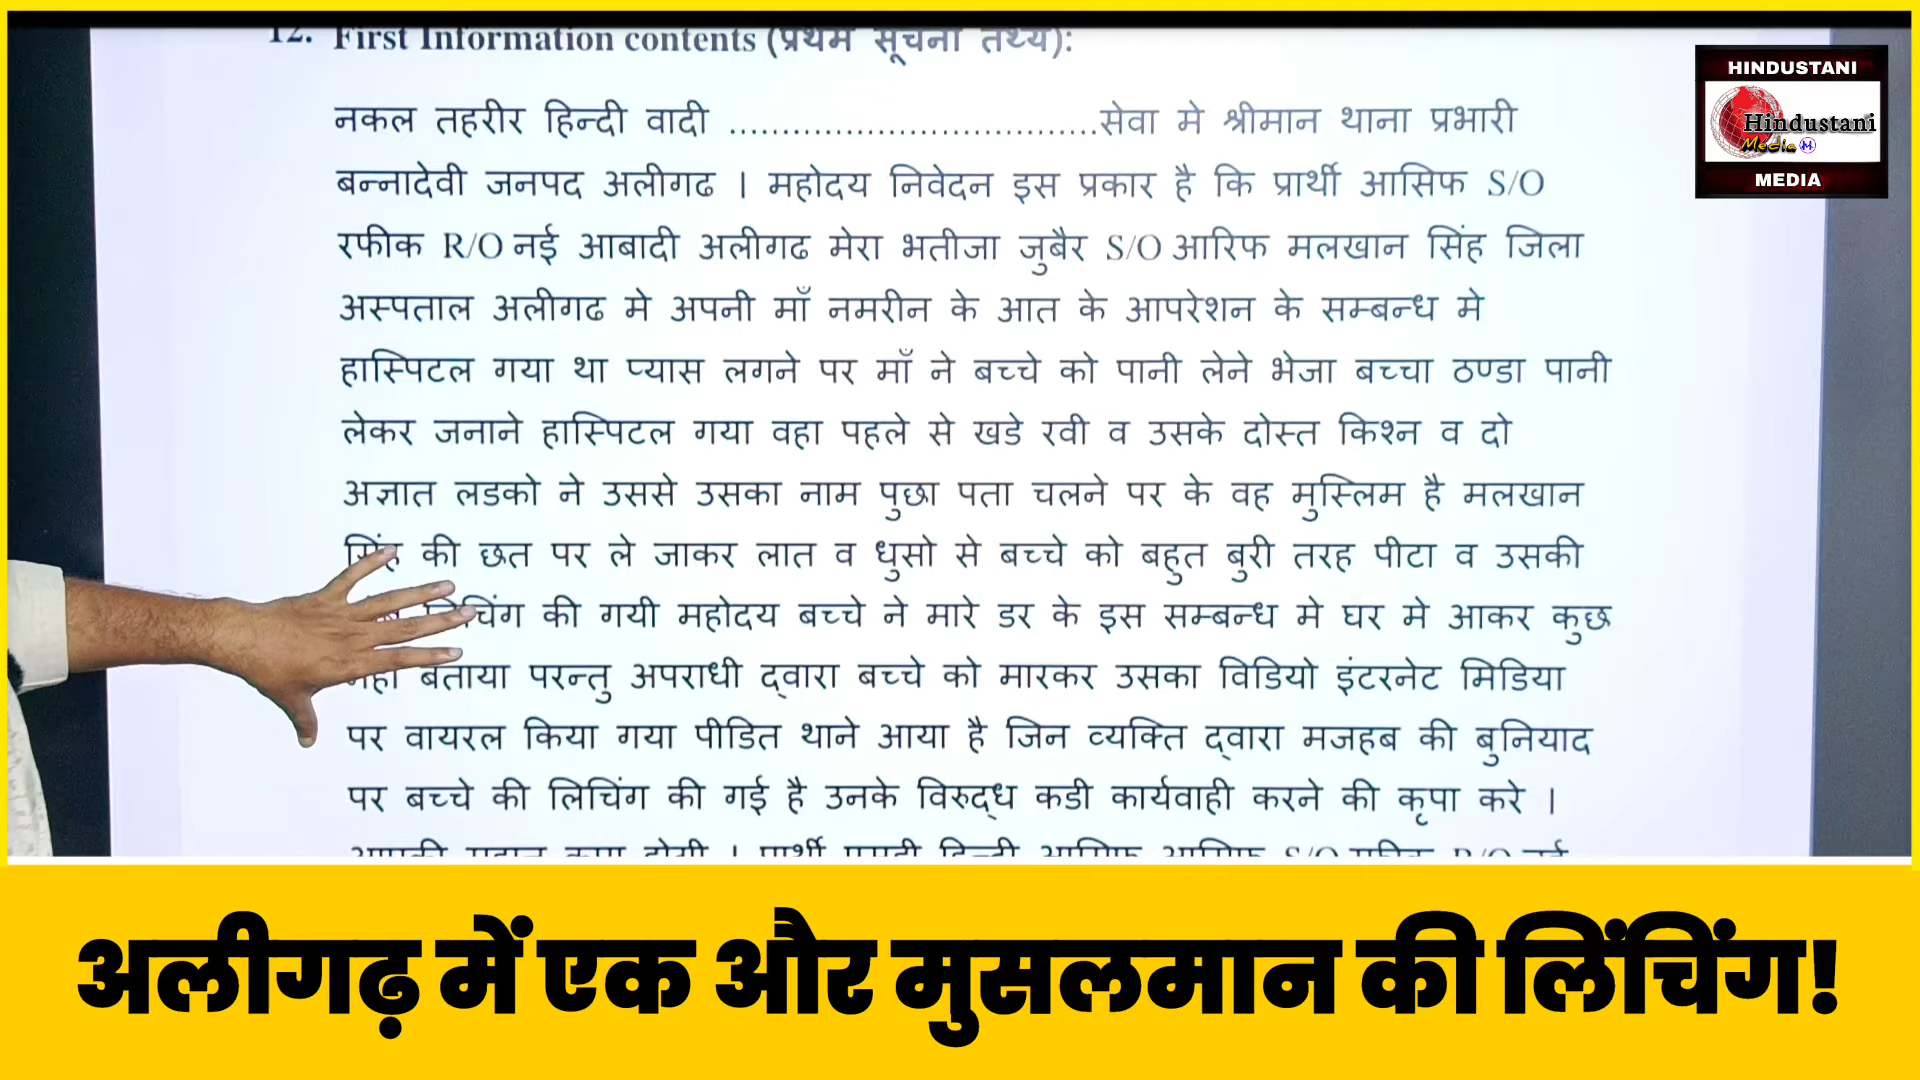 12. First Information contents (प्रथम सूचना तथ्य):
HINDUSTANI
Hindustani
Media M
MEDIA
नकल तहरीर हिन्दी वादी ...................................सेवा मे श्रीमान थाना प्रभारी
बन्नादेवी जनपद अलीगढ । महोदय निवेदन इस प्रकार है कि प्रार्थी आसिफ S/O
रफीक R/O नई आबादी अलीगढ मेरा भतीजा जुबैर S/O आरिफ मलखान सिंह जिला
अस्पताल अलीगढ मे अपनी माँ नमरीन के आत के आपरेशन के सम्बन्ध मे
हास्पिटल गया था प्यास लगने पर माँ ने बच्चे को पानी लेने भेजा बच्चा ठण्डा पानी
लेकर जनाने हास्पिटल गया वहा पहले से खडे रवी व उसके दोस्त किश्न व दो
अज्ञात लडको ने उससे उसका नाम पुछा पता चलने पर के वह मुस्लिम है मलखान
सिंह की छत पर ले जाकर लात व धुसो से बच्चे को बहुत बुरी तरह पीटा व उसकी
की गयी महोदय बच्चे ने मारे डर के इस सम्बन्ध मे घर मे आकर कुछ
बताया परन्तु अपराधी द्वारा बच्चे को मारकर उसका विडियो इंटरनेट मिडिया
पर वायरल किया गया पीडित थाने आया है जिन व्यक्ति द्वारा मजहब की बुनियाद
पर बच्चे की लिचिंग की गई है उनके विरुद्ध कडी कार्यवाही करने की कृपा करे ।
अलीगढ़ में एक और मुसलमान की लिंचिंग!